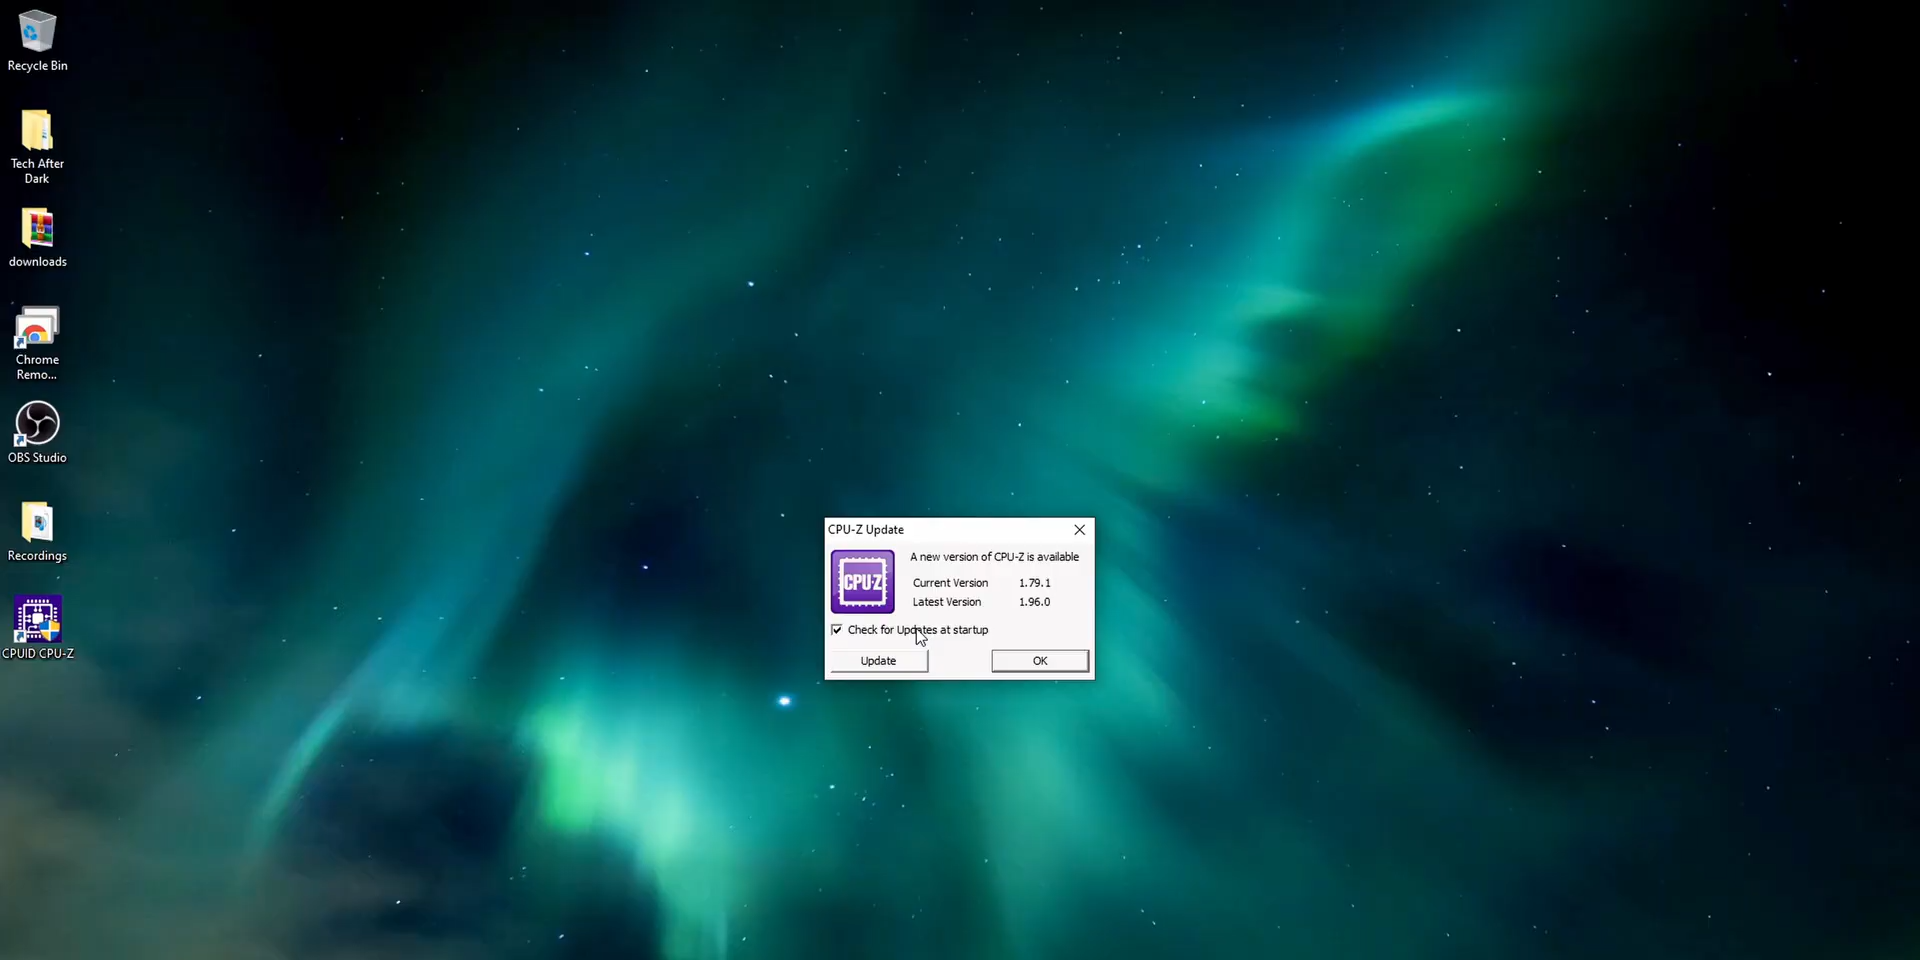 Recycle Bin
Tech After
Dark
downloads
Chrome
Remo...
OBS Studio
Recordings
CPUID CPU-Z
CPU-Z Update
CPU-Z
A new version of CPU-Z is available
Current Version 1.79.1
Latest Version 1.96.0
Check for Updates at startup
Update OK